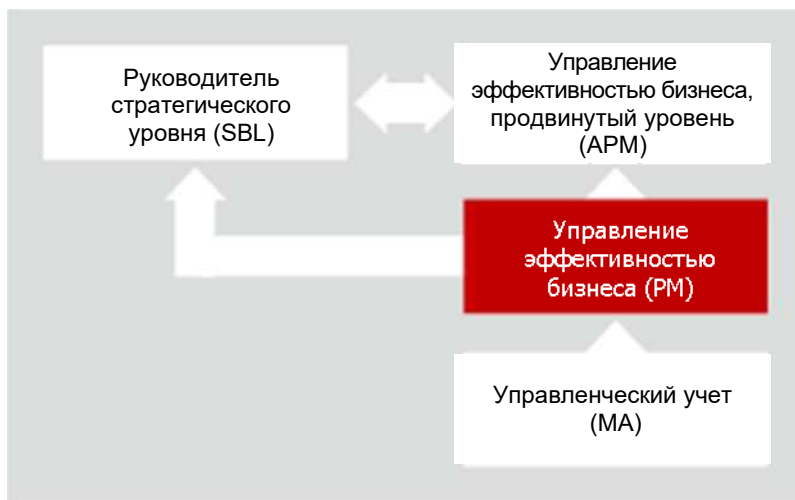 Руководитель
стратегического
уровня (SBL)
Управление
эффективностью бизнеса,
продвинутый уровень
(APM)
Управление
эффективностью
бизнеса (PM)
Управленческий учет
(MA)